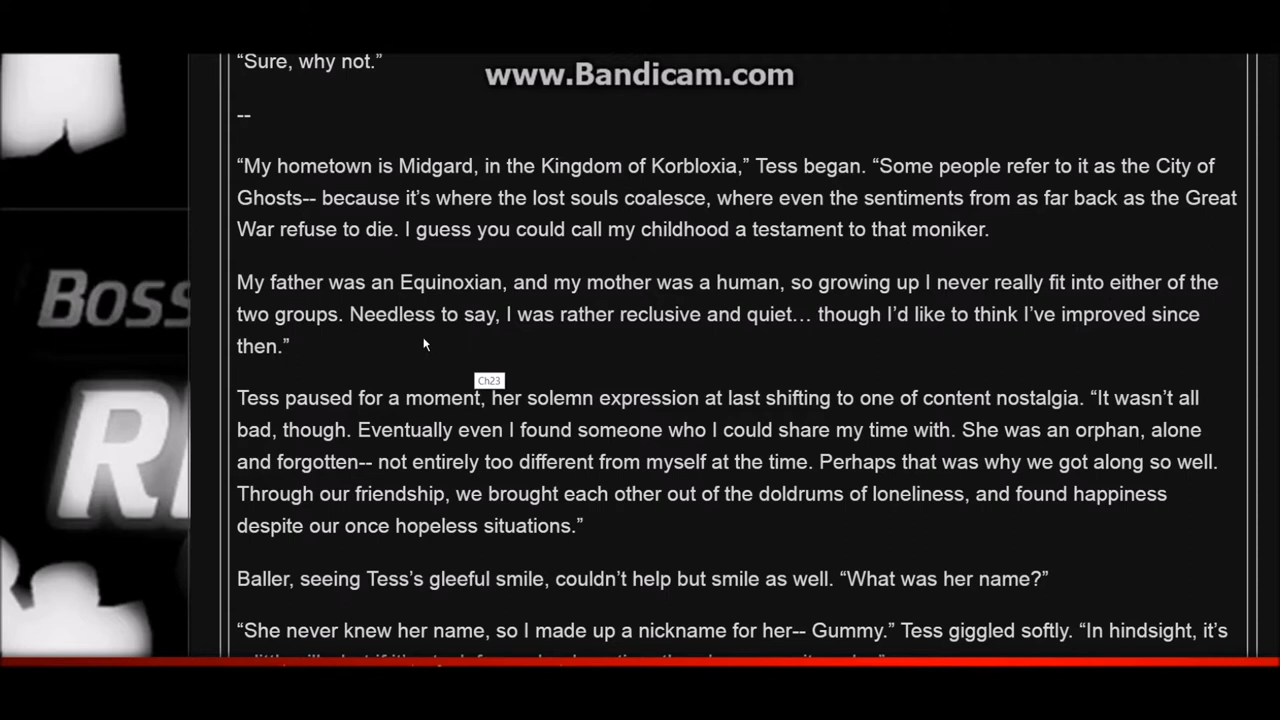 “Sure, why not.”
www.Bandicam.com
--
“My hometown is Midgard, in the Kingdom of Korbloxia,” Tess began. “Some people refer to it as the City of
Ghosts-- because it’s where the lost souls coalesce, where even the sentiments from as far back as the Great
War refuse to die. I guess you could call my childhood a testament to that moniker.
My father was an Equinoxian, and my mother was a human, so growing up I never really fit into either of the
two groups. Needless to say, I was rather reclusive and quiet… though I’d like to think I’ve improved since
then.”
Ch23
Tess paused for a moment, her solemn expression at last shifting to one of content nostalgia. “It wasn’t all
bad, though. Eventually even I found someone who I could share my time with. She was an orphan, alone
and forgotten-- not entirely too different from myself at the time. Perhaps that was why we got along so well.
Through our friendship, we brought each other out of the doldrums of loneliness, and found happiness
despite our once hopeless situations.”
Baller, seeing Tess’s gleeful smile, couldn’t help but smile as well. “What was her name?”
“She never knew her name, so I made up a nickname for her-- Gummy.” Tess giggled softly. “In hindsight, it’s
Boss
R